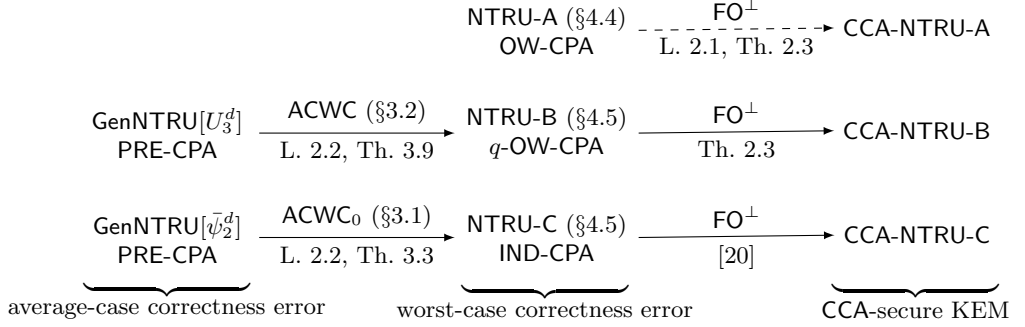 NTRU-A (§4.4) FO⊥ CCA-NTRU-A
OW-CPA L. 2.1, Th. 2.3
GenNTRU[U₃ᵈ] ACWC (§3.2) NTRU-B (§4.5) FO⊥ CCA-NTRU-B
PRE-CPA L. 2.2, Th. 3.9 q-OW-CPA Th. 2.3
GenNTRU[ψ̄₂ᵈ] ACWC₀ (§3.1) NTRU-C (§4.5) FO⊥ CCA-NTRU-C
PRE-CPA L. 2.2, Th. 3.3 IND-CPA [20]
average-case correctness error worst-case correctness error CCA-secure KEM